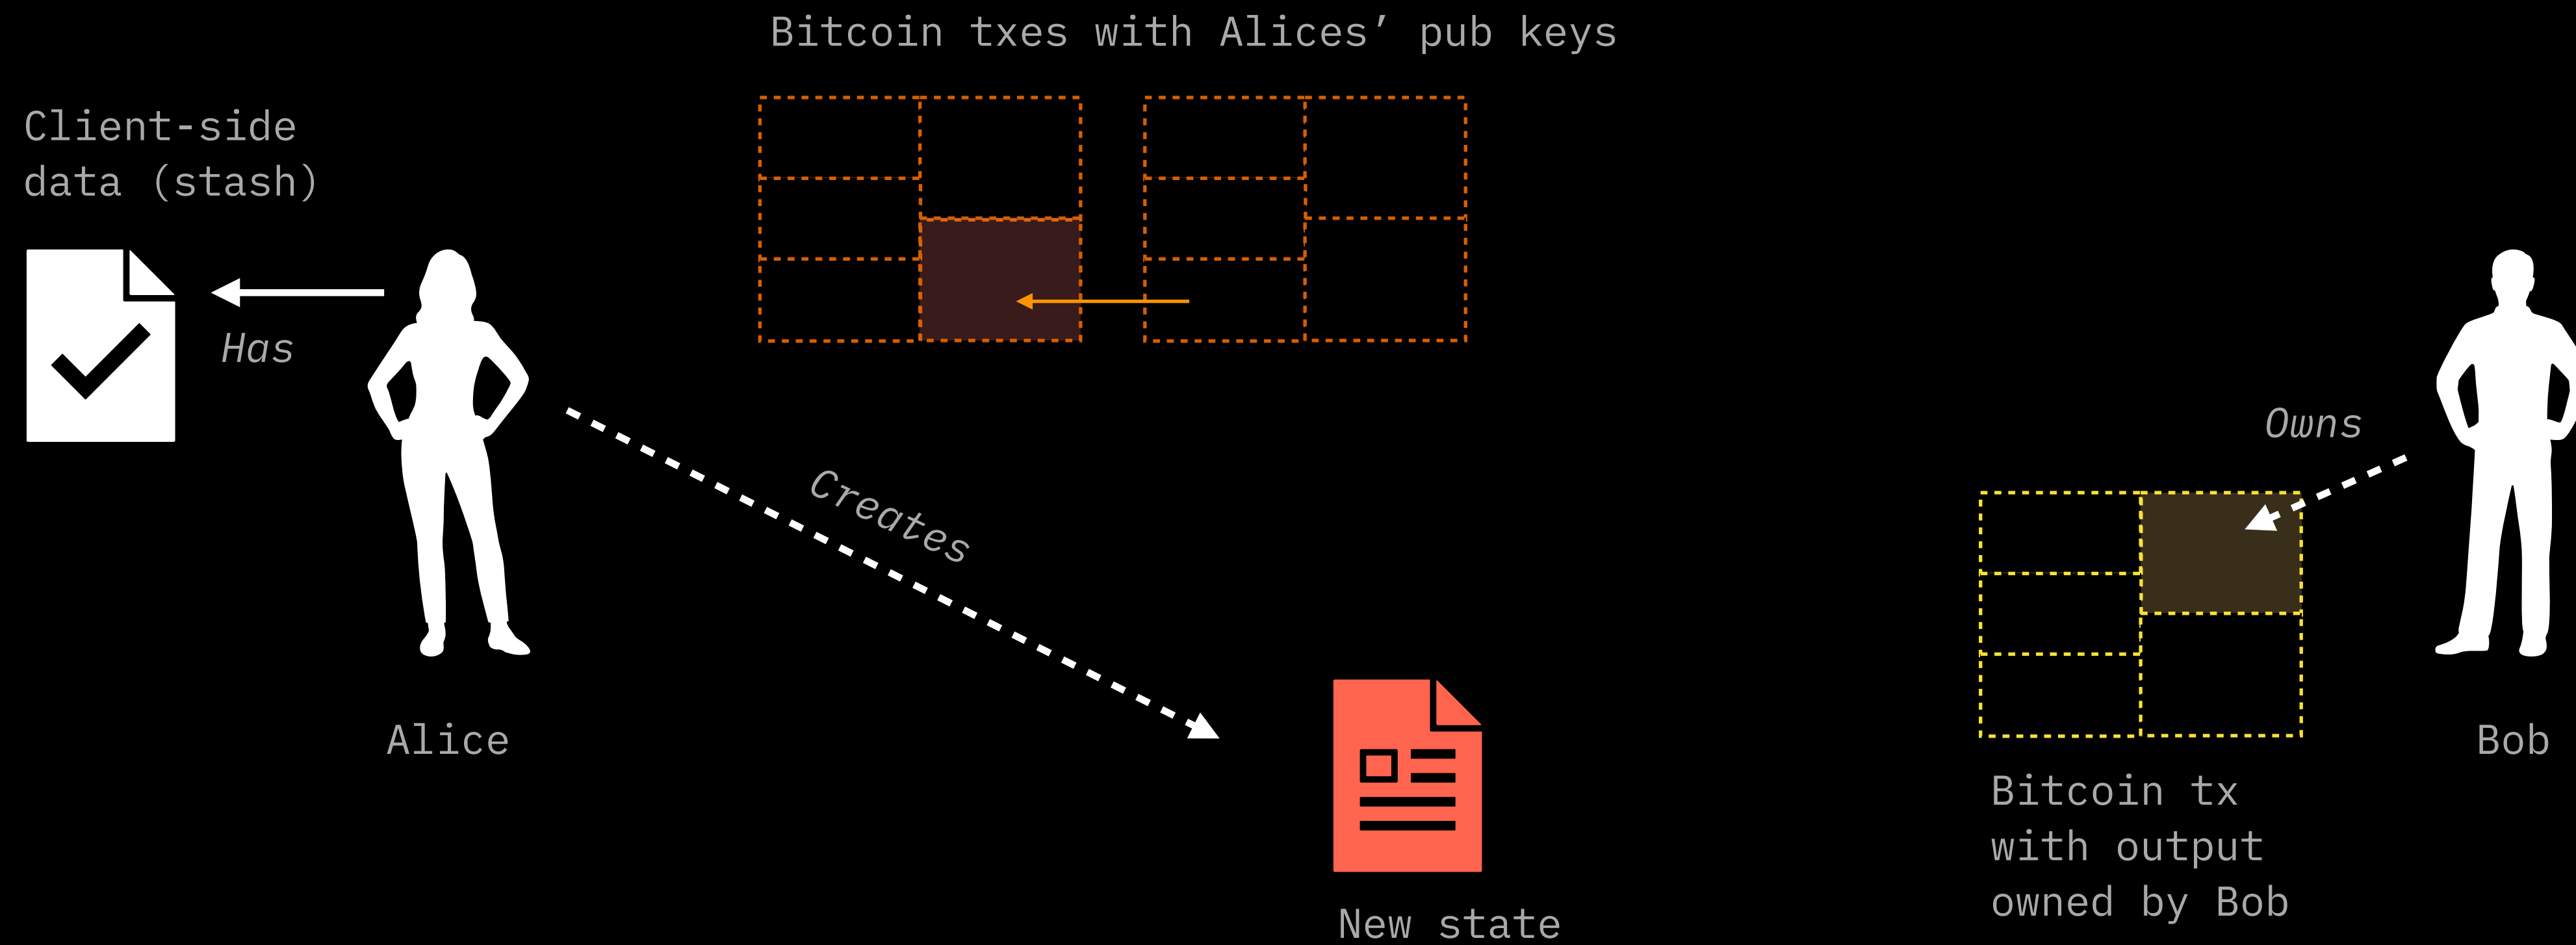 Bitcoin txes with Alices’ pub keys
Client-side
data (stash)
Has
Creates
Owns
Alice
Bob
Bitcoin tx
with output
owned by Bob
New state